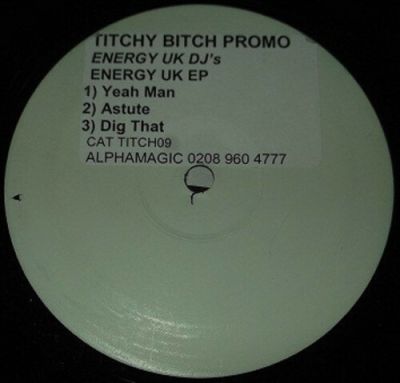 TITCHY BITCH PROMO
ENERGY UK DJ's
ENERGY UK EP
1) Yeah Man
2) Astute
3) Dig That
CAT TITCH09
ALPHAMAGIC 0208 960 4777